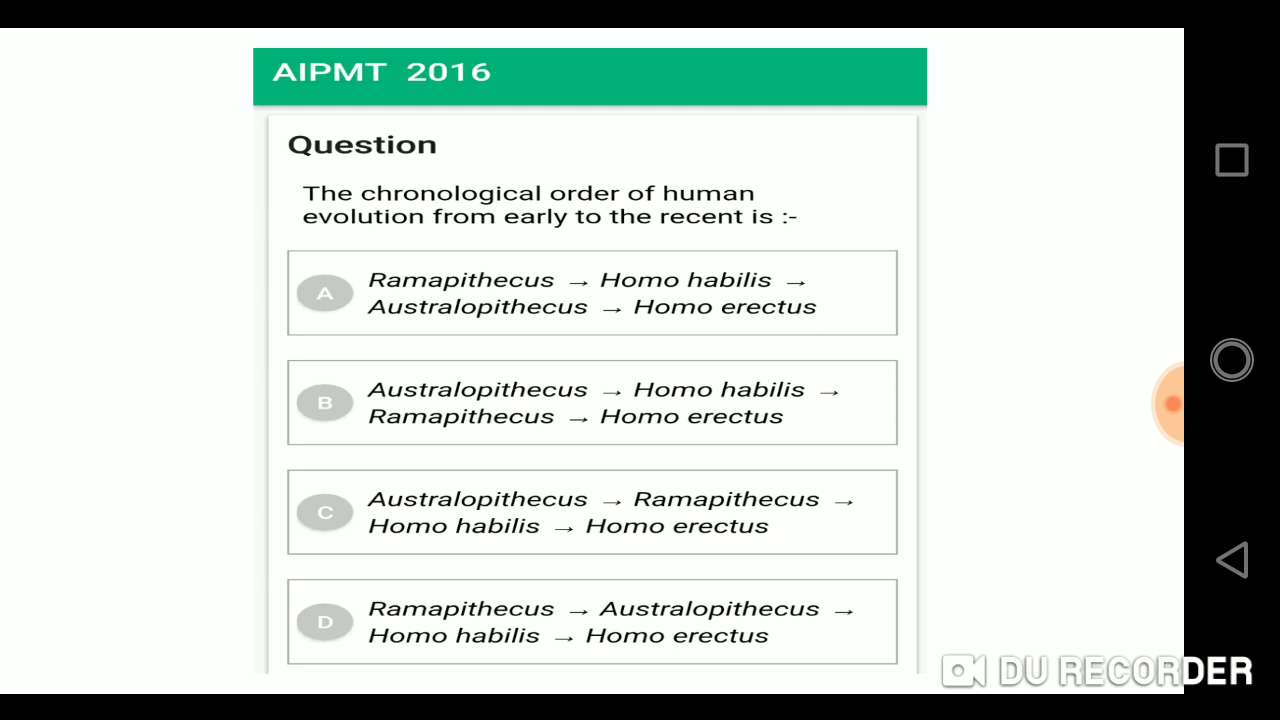 AIPMT 2016
Question
The chronological order of human
evolution from early to the recent is :-
A
Ramapithecus → Homo habilis →
Australopithecus → Homo erectus
B
Australopithecus → Homo habilis →
Ramapithecus → Homo erectus
C
Australopithecus → Ramapithecus →
Homo habilis → Homo erectus
D
Ramapithecus → Australopithecus →
Homo habilis → Homo erectus
DU RECORDER